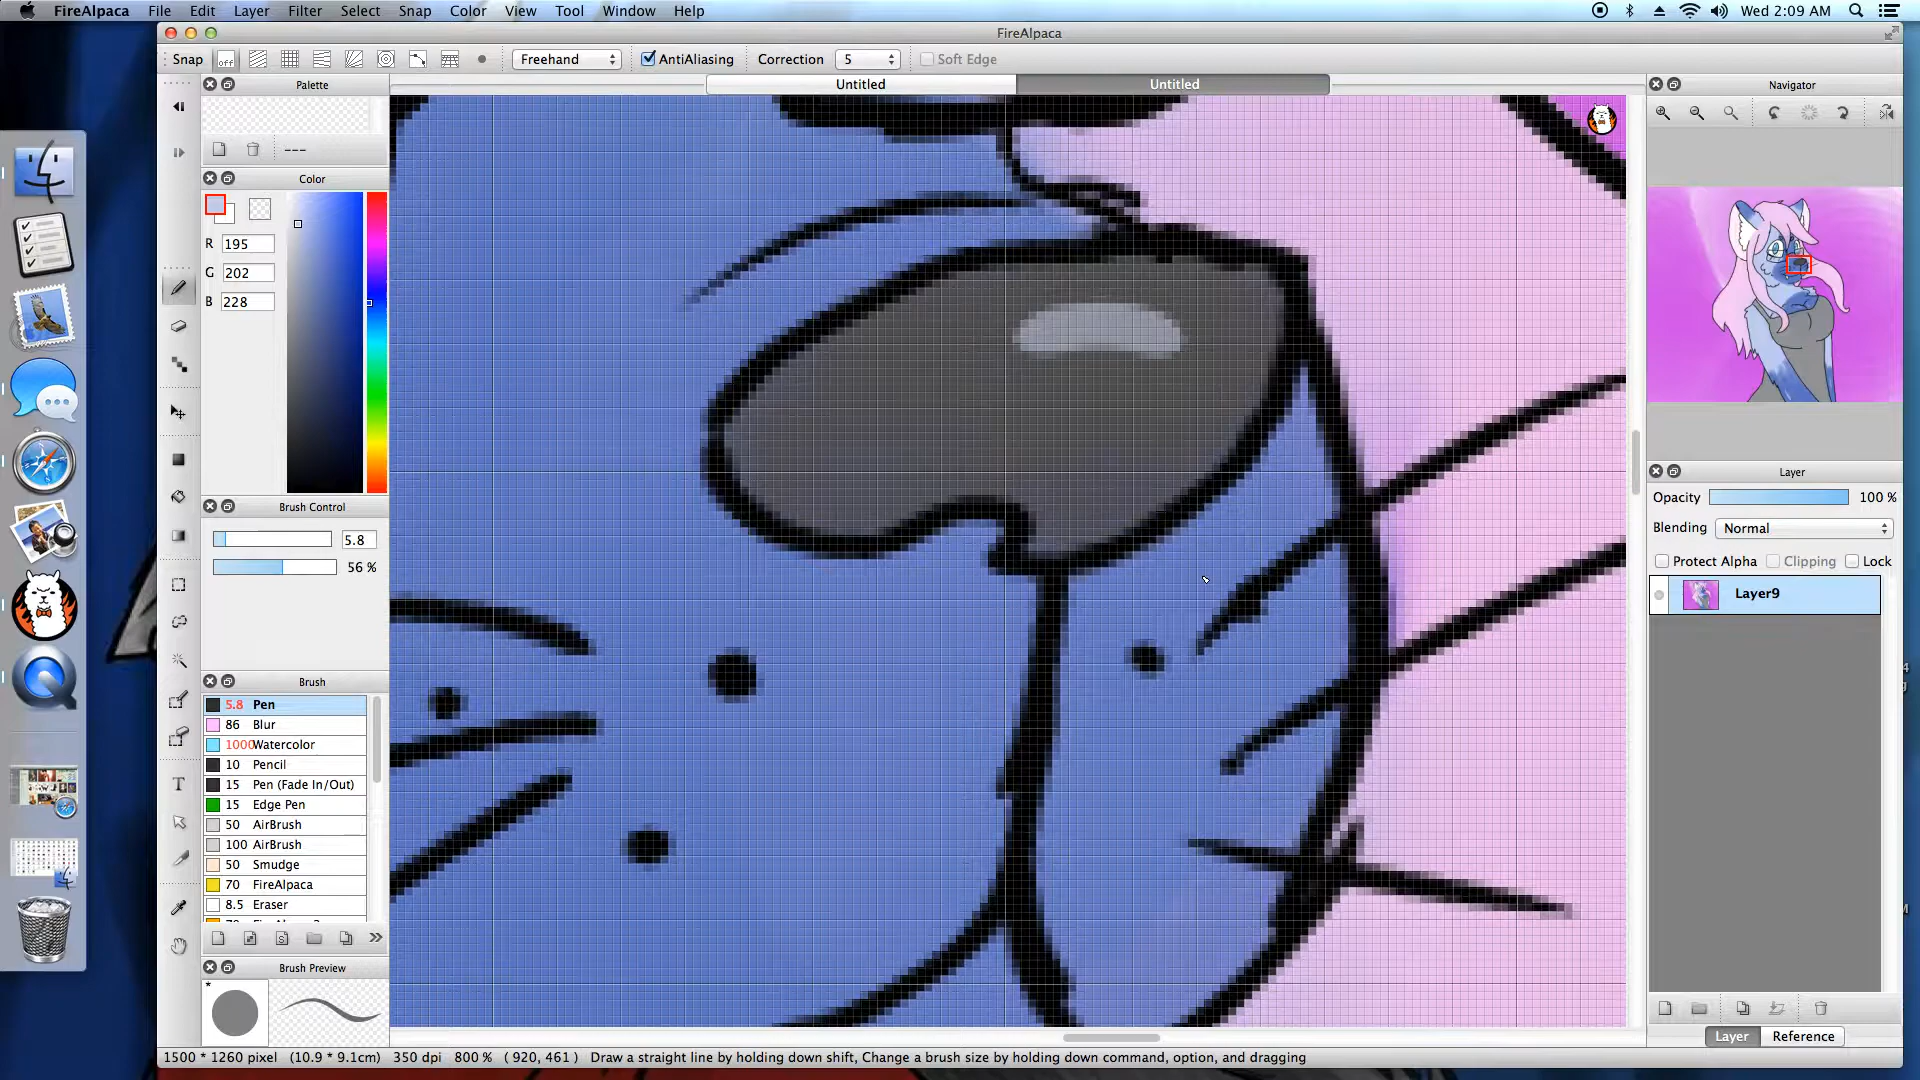 FireAlpaca File Edit Layer Filter Select Snap Color View Tool Window Help Wed 2:09 AM
FireAlpaca
Snap off Freehand AntiAliasing Correction 5 Soft Edge
Untitled Untitled
Palette
---
Color
R 195
G 202
B 228
Brush Control
5.8
56 %
Brush
5.8 Pen
86 Blur
1000 Watercolor
10 Pencil
15 Pen (Fade In/Out)
15 Edge Pen
50 AirBrush
100 AirBrush
50 Smudge
70 FireAlpaca
8.5 Eraser
Brush Preview
*
T
Navigator
Layer
Opacity 100 %
Blending Normal
Protect Alpha Clipping Lock
Layer9
Layer Reference
1500 * 1260 pixel (10.9 * 9.1cm) 350 dpi 800 % ( 920, 461 ) Draw a straight line by holding down shift, Change a brush size by holding down command, option, and dragging